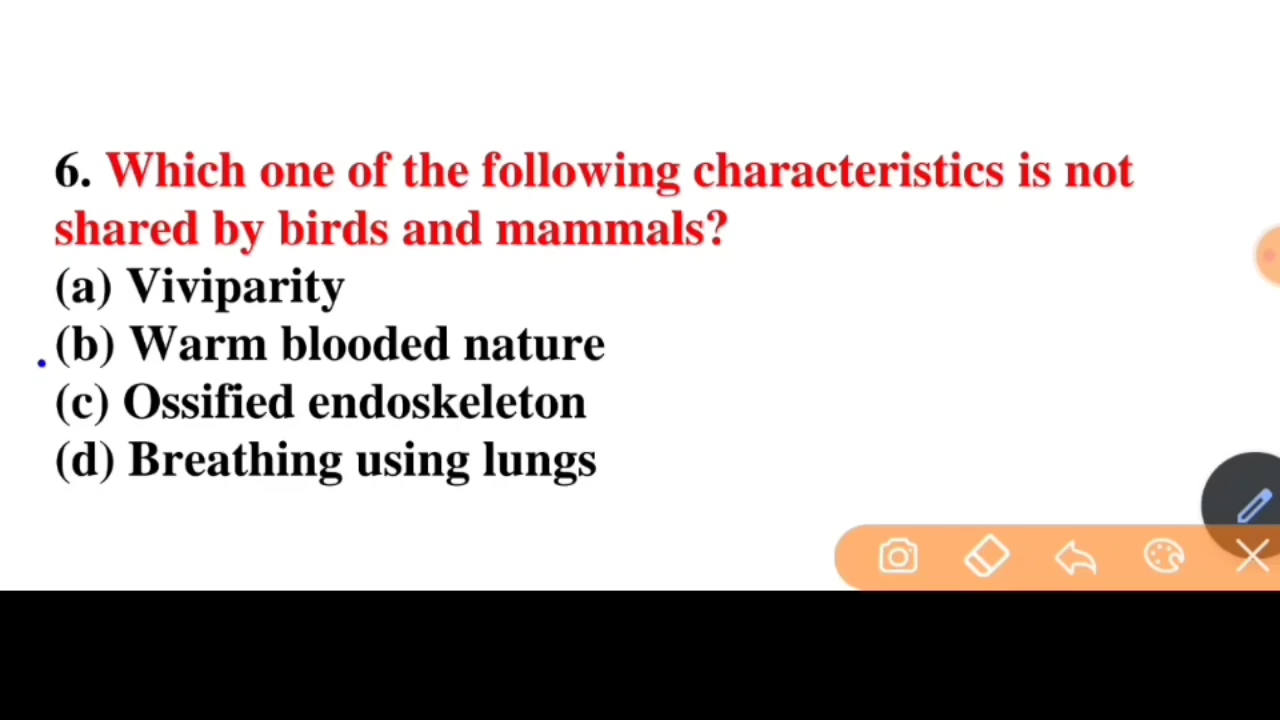 6. Which one of the following characteristics is not
shared by birds and mammals?
(a) Viviparity
(b) Warm blooded nature
(c) Ossified endoskeleton
(d) Breathing using lungs